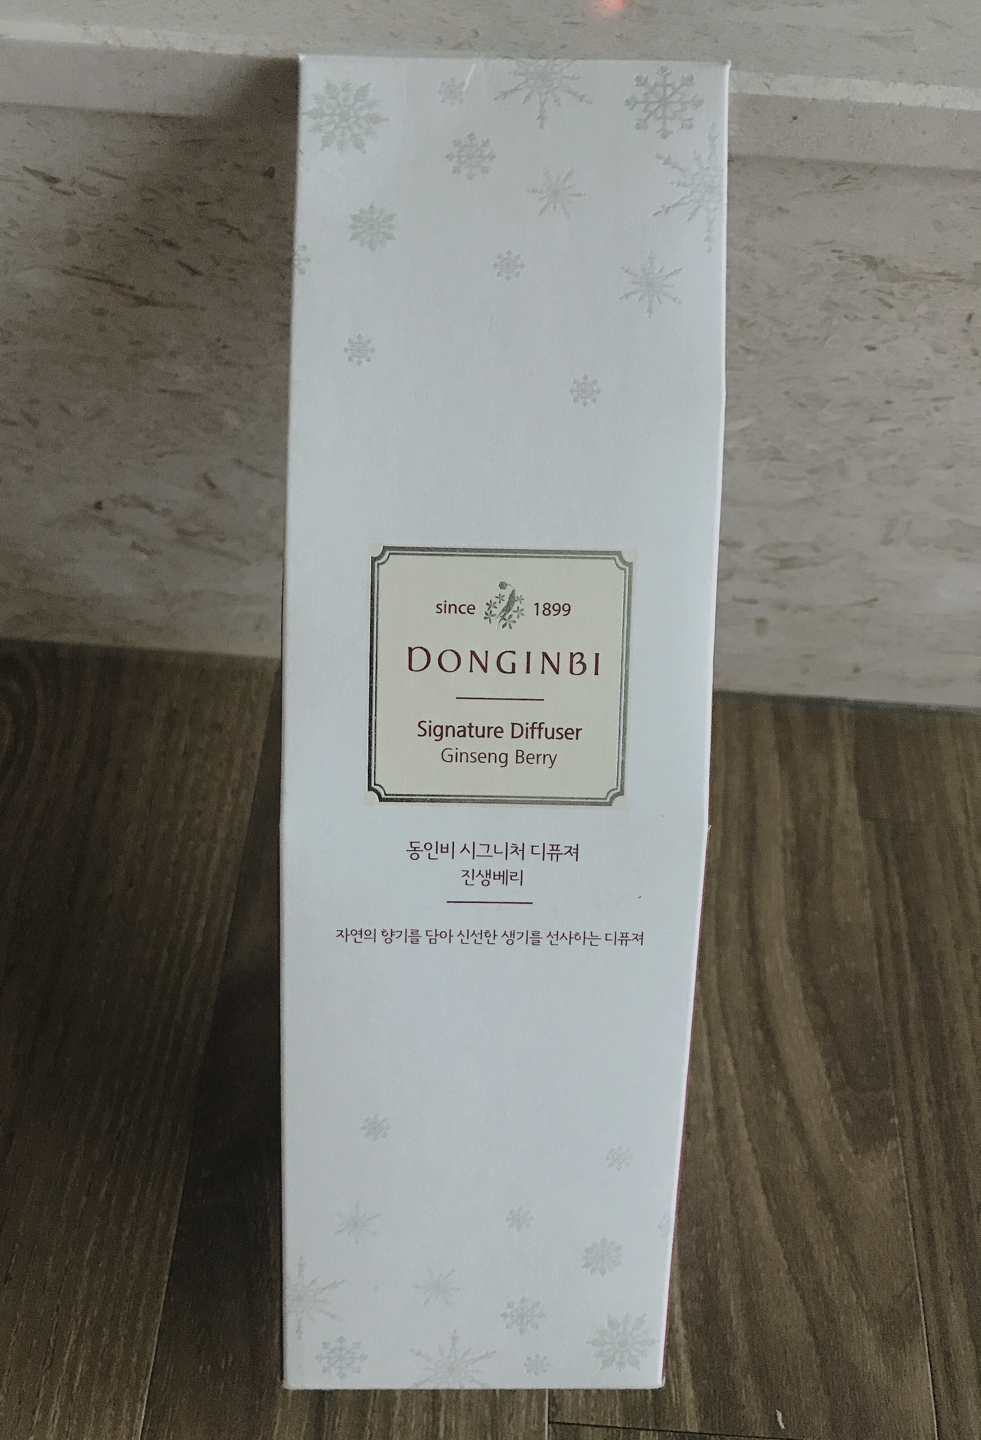 since 1899
DONGINBI
Signature Diffuser
Ginseng Berry
동인비 시그니처 디퓨져
진생베리
자연의 향기를 담아 신선한 생기를 선사하는 디퓨져